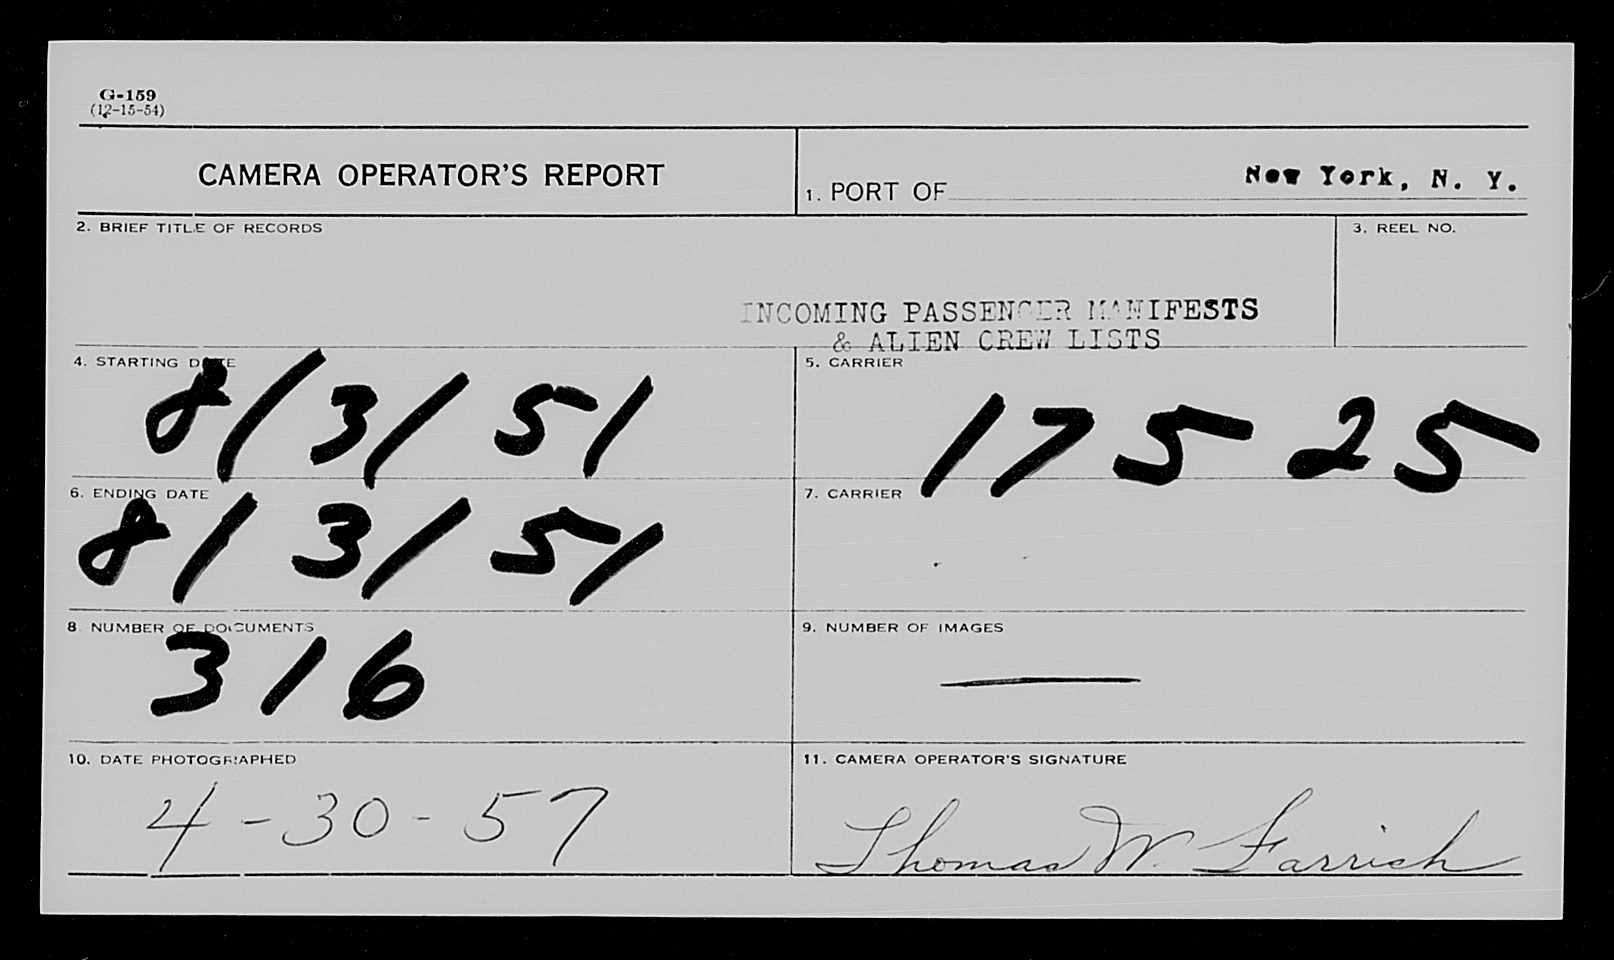 G-159
(12-15-54)
CAMERA OPERATOR'S REPORT
1. PORT OF New York, N. Y.
2. BRIEF TITLE OF RECORDS
3. REEL NO.
INCOMING PASSENGER MANIFESTS
& ALIEN CREW LISTS
4. STARTING DATE
8/3/51
5. CARRIER
17525
6. ENDING DATE
8/3/51
7. CARRIER
8 NUMBER OF DOCUMENTS
316
9. NUMBER OF IMAGES
—
10. DATE PHOTOGRAPHED
4-30-57
11. CAMERA OPERATOR'S SIGNATURE
Thomas W. Farrich